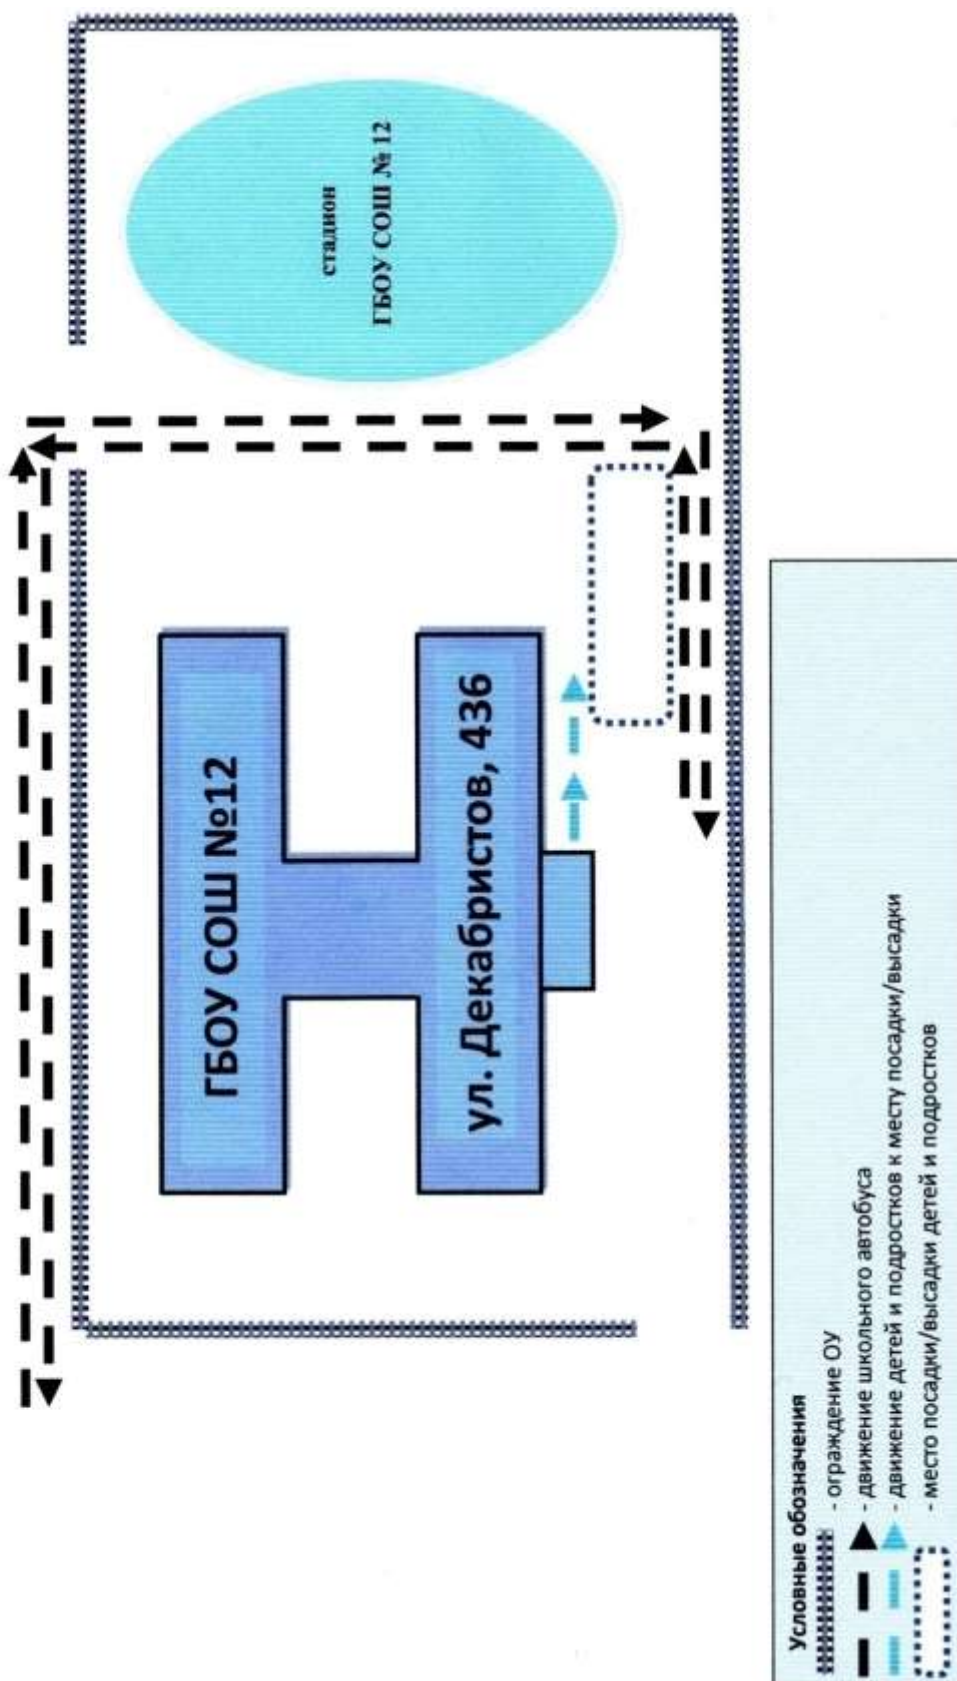 стадион
ГБОУ СОШ № 12
ГБОУ СОШ №12
ул. Декабристов, 436
Условные обозначения
- ограждение ОУ
- движение школьного автобуса
- движение детей и подростков к месту посадки/высадки
- место посадки/высадки детей и подростков